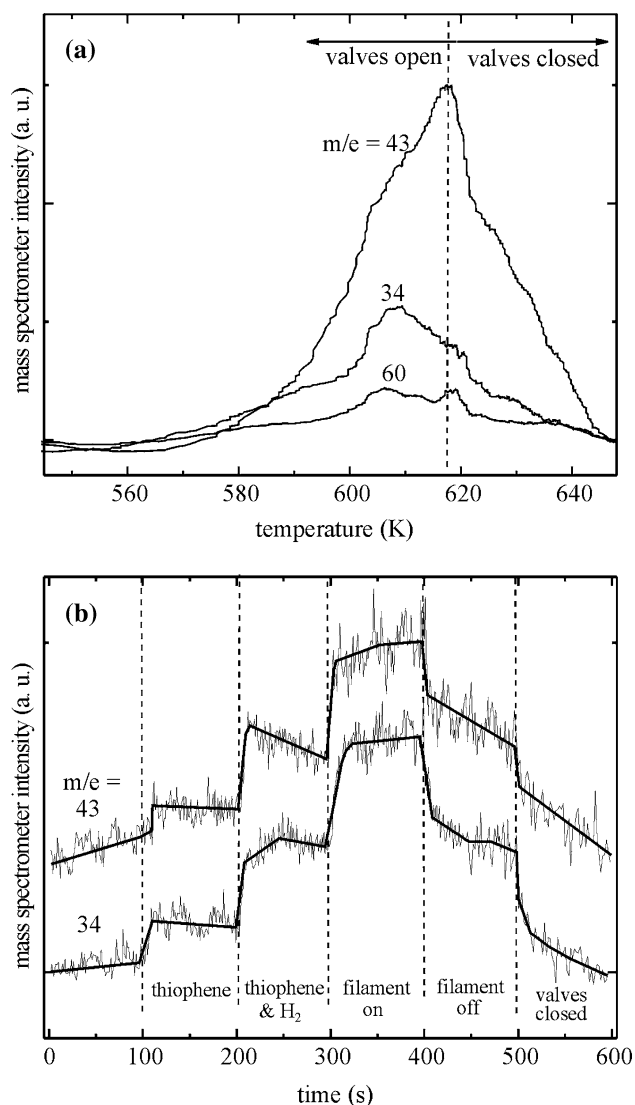 (a)
valves open
valves closed
m/e = 43
34
60
mass spectrometer intensity (a. u.)
560
580
600
620
640
temperature (K)
(b)
m/e =
43
34
mass spectrometer intensity (a. u.)
thiophene
thiophene
& H₂
filament
on
filament
off
valves
closed
0
100
200
300
400
500
600
time (s)